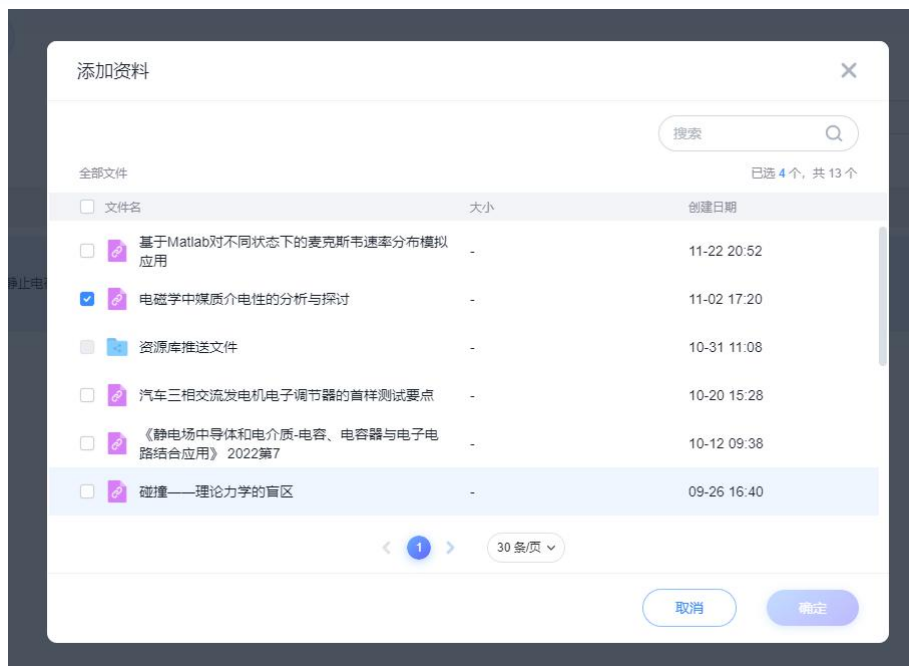 添加资料
搜索
全部文件
已选 4 个，共 13 个
文件名 大小 创建日期
基于Matlab对不同状态下的麦克斯韦速率分布模拟
应用
- 11-22 20:52
电磁学中媒质介电性的分析与探讨 - 11-02 17:20
资源库推送文件 - 10-31 11:08
汽车三相交流发电机电子调节器的首样测试要点 - 10-20 15:28
《静电场中导体和电介质-电容、电容器与电子电
路结合应用》 2022第7
- 10-12 09:38
碰撞——理论力学的盲区 - 09-26 16:40
1
30 条/页
取消
确定
静止电